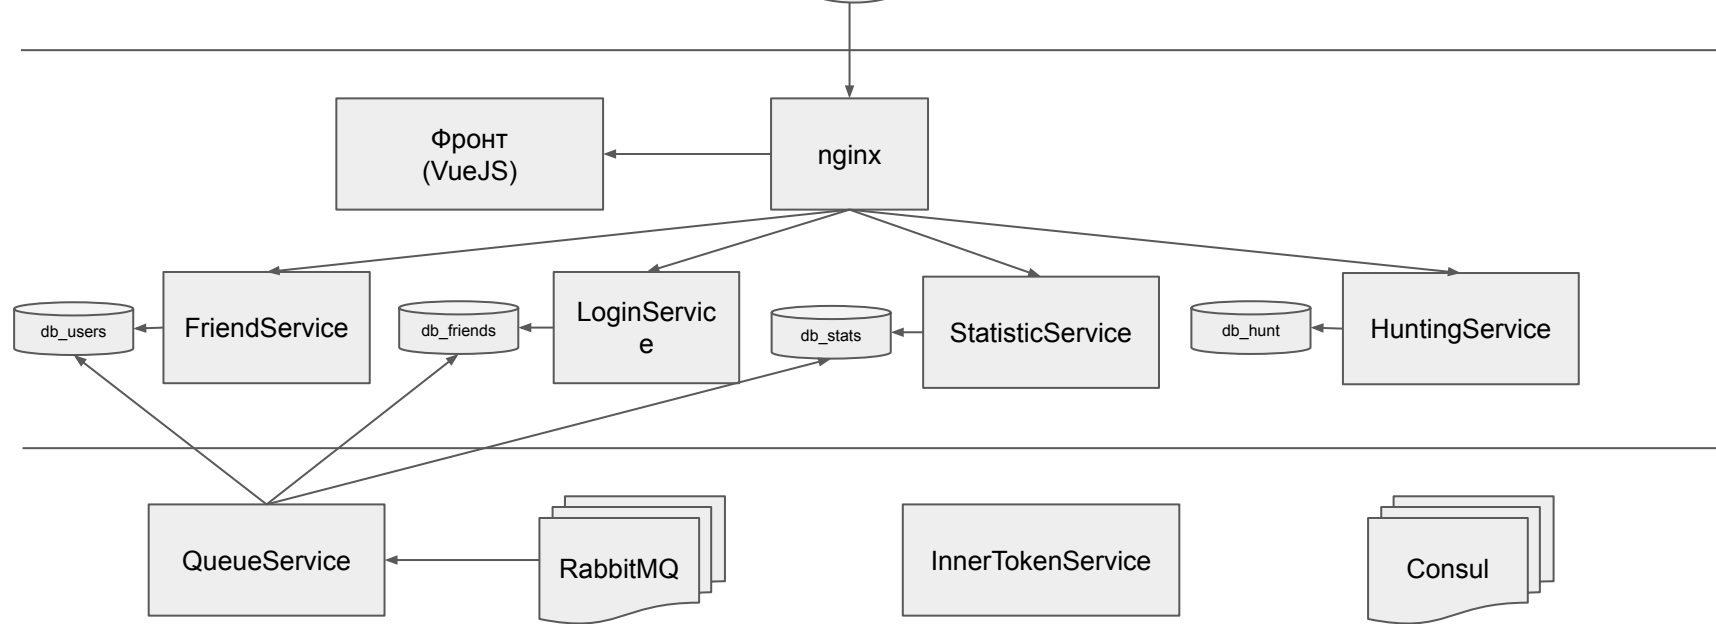 Фронт
(VueJS)
nginx
db_users
FriendService
db_friends
LoginServic
e
db_stats
StatisticService
db_hunt
HuntingService
QueueService
RabbitMQ
InnerTokenService
Consul